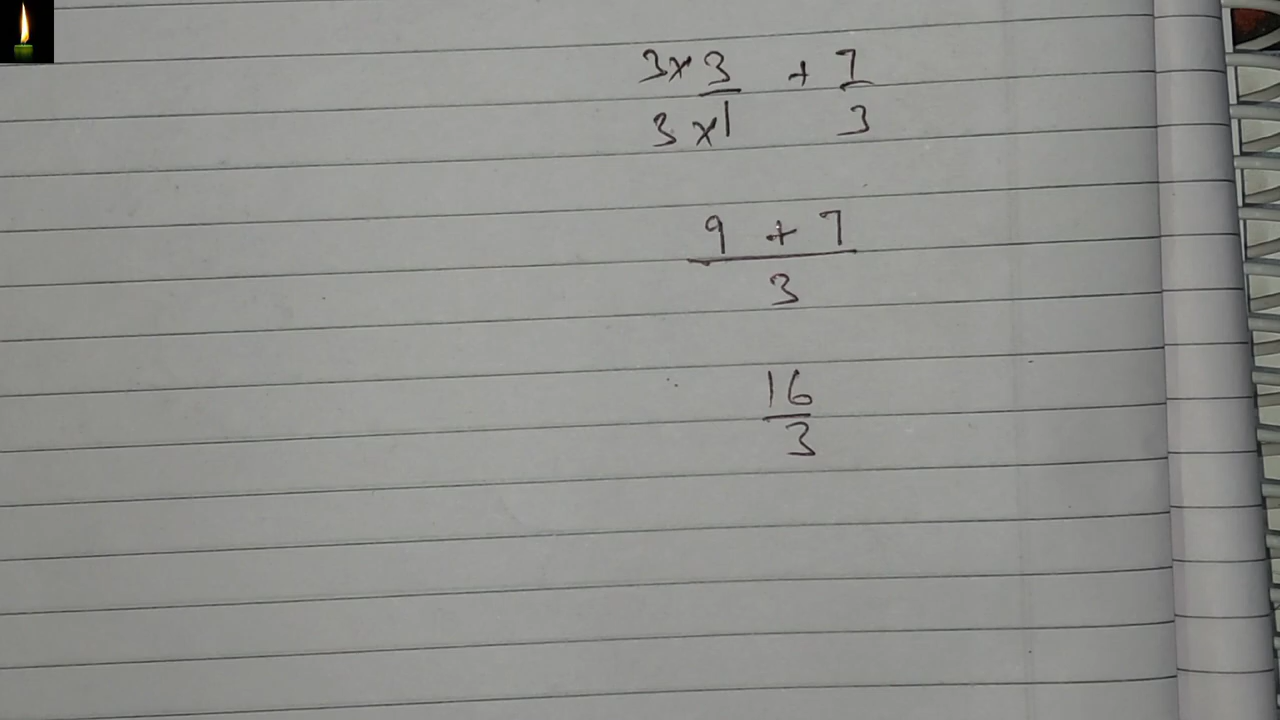 3 x 3 + 7
3 x 1 3
9 + 7
3
16
3